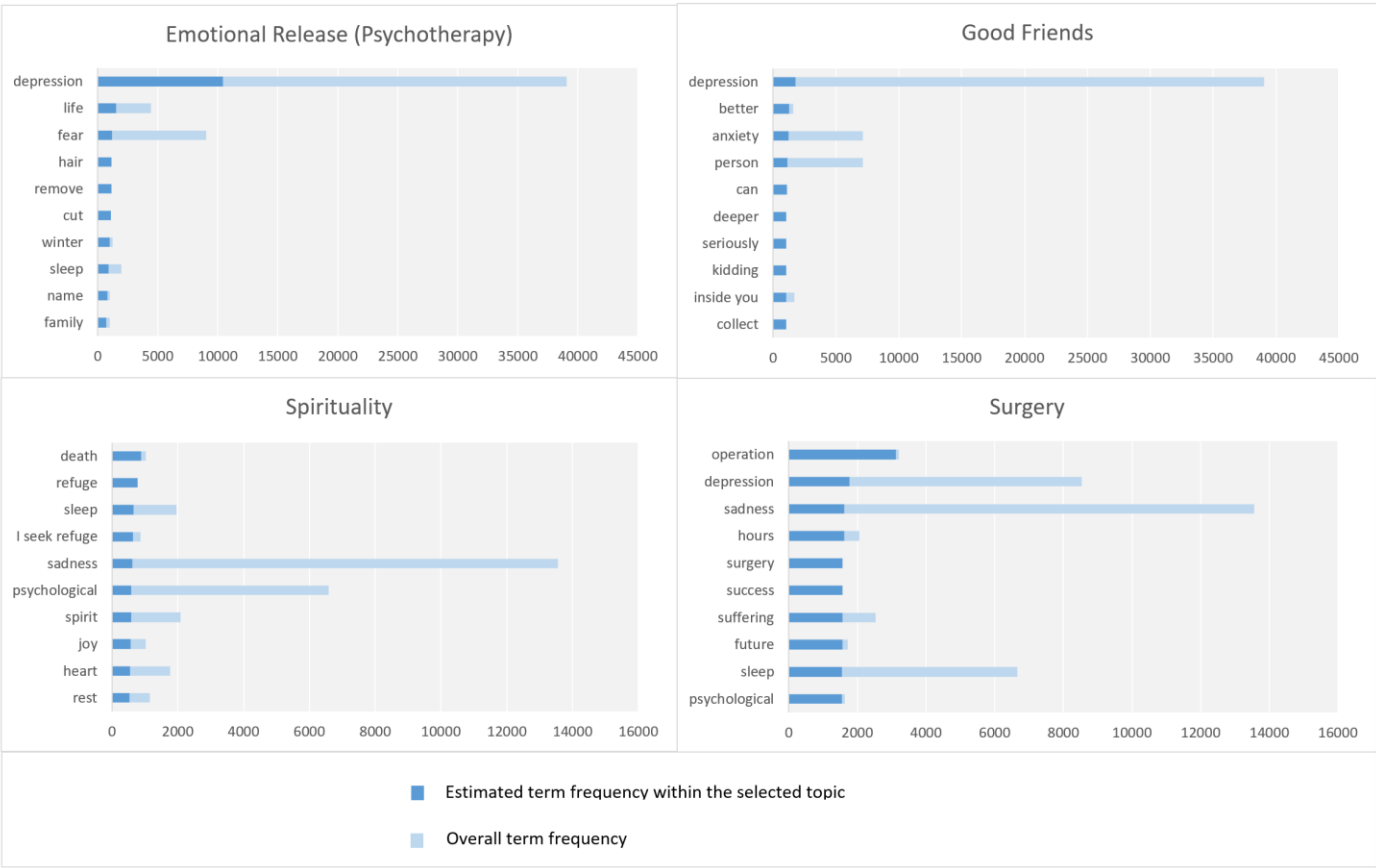 Emotional Release (Psychotherapy)
depression
life
fear
hair
remove
cut
winter
sleep
name
family
0 5000 10000 15000 20000 25000 30000 35000 40000 45000
Good Friends
depression
better
anxiety
person
can
deeper
seriously
kidding
inside you
collect
0 5000 10000 15000 20000 25000 30000 35000 40000 45000
Spirituality
death
refuge
sleep
I seek refuge
sadness
psychological
spirit
joy
heart
rest
0 2000 4000 6000 8000 10000 12000 14000 16000
Surgery
operation
depression
sadness
hours
surgery
success
suffering
future
sleep
psychological
0 2000 4000 6000 8000 10000 12000 14000 16000
Estimated term frequency within the selected topic
Overall term frequency